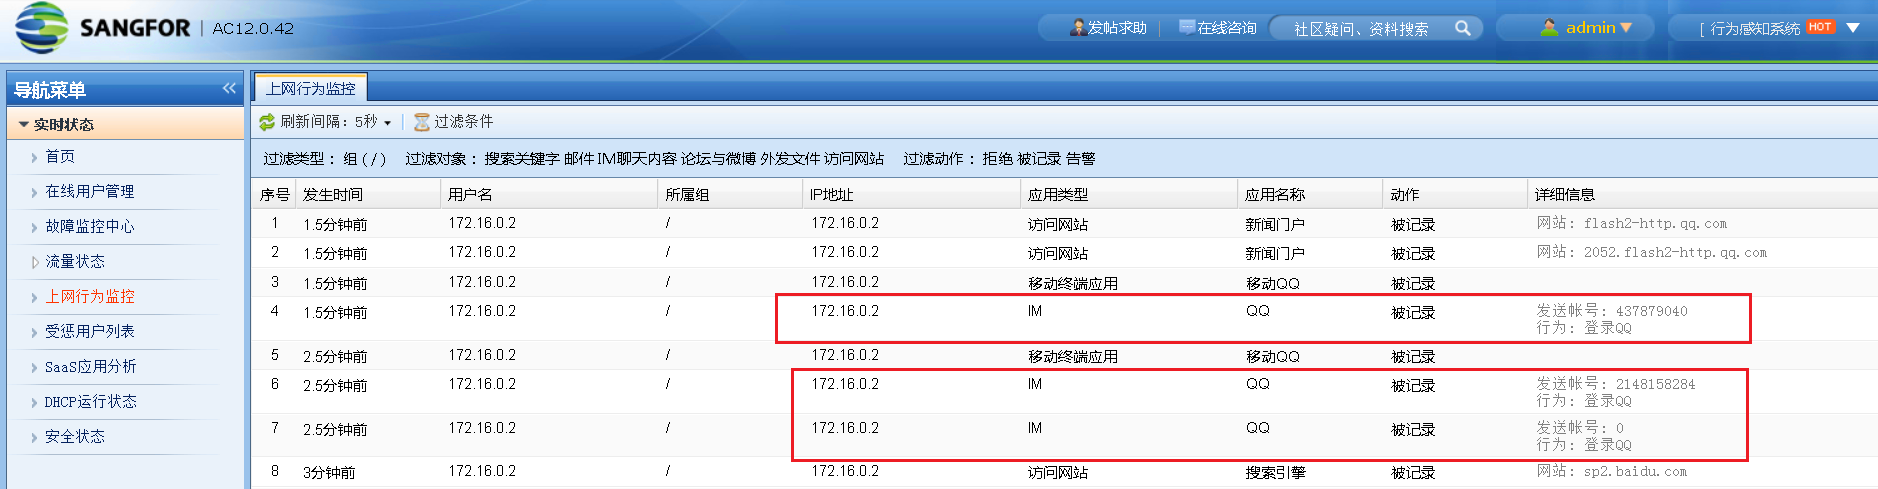 SANGFOR | AC12.0.42 发帖求助 在线咨询 社区疑问、资料搜索 admin [ 行为感知系统 HOT
导航菜单 «
实时状态
首页
在线用户管理
故障监控中心
流量状态
上网行为监控
受惩用户列表
SaaS应用分析
DHCP运行状态
安全状态
上网行为监控
刷新间隔：5秒 过滤条件
过滤类型：组 ( / ) 过滤对象：搜索关键字 邮件 IM聊天内容 论坛与微博 外发文件 访问网站 过滤动作：拒绝 被记录 告警
序号 发生时间 用户名 所属组 IP地址 应用类型 应用名称 动作 详细信息
1 1.5分钟前 172.16.0.2 / 172.16.0.2 访问网站 新闻门户 被记录 网站: flash2-http.qq.com
2 1.5分钟前 172.16.0.2 / 172.16.0.2 访问网站 新闻门户 被记录 网站: 2052.flash2-http.qq.com
3 1.5分钟前 172.16.0.2 / 172.16.0.2 移动终端应用 移动QQ 被记录
4 1.5分钟前 172.16.0.2 / 172.16.0.2 IM QQ 被记录 发送帐号: 437879040
行为: 登录QQ
5 2.5分钟前 172.16.0.2 / 172.16.0.2 移动终端应用 移动QQ 被记录
6 2.5分钟前 172.16.0.2 / 172.16.0.2 IM QQ 被记录 发送帐号: 2148158284
行为: 登录QQ
7 2.5分钟前 172.16.0.2 / 172.16.0.2 IM QQ 被记录 发送帐号: 0
行为: 登录QQ
8 3分钟前 172.16.0.2 / 172.16.0.2 访问网站 搜索引擎 被记录 网站: sp2.baidu.com